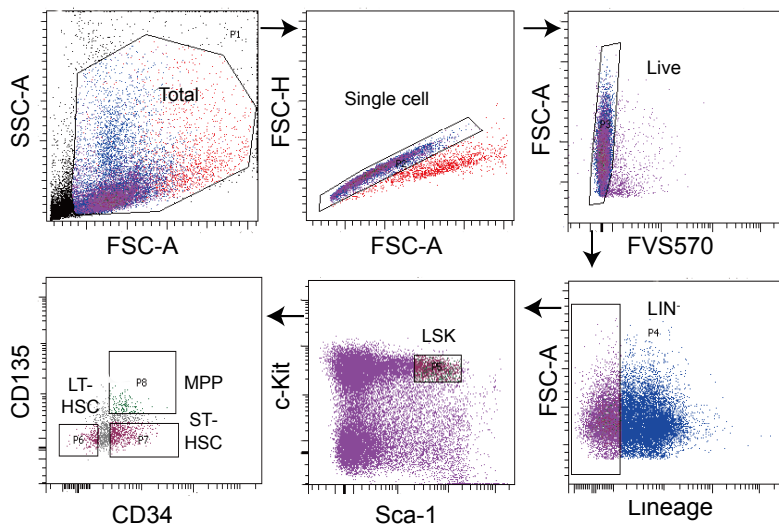 SSC-A
P1
Total
FSC-A
FSC-H
Single cell
P2
FSC-A
FSC-A
Live
P3
FVS570
CD135
LT-
HSC
P8
MPP
ST-
HSC
P6
P7
CD34
c-Kit
LSK
Sca-1
FSC-A
LIN-
P4
Lineage